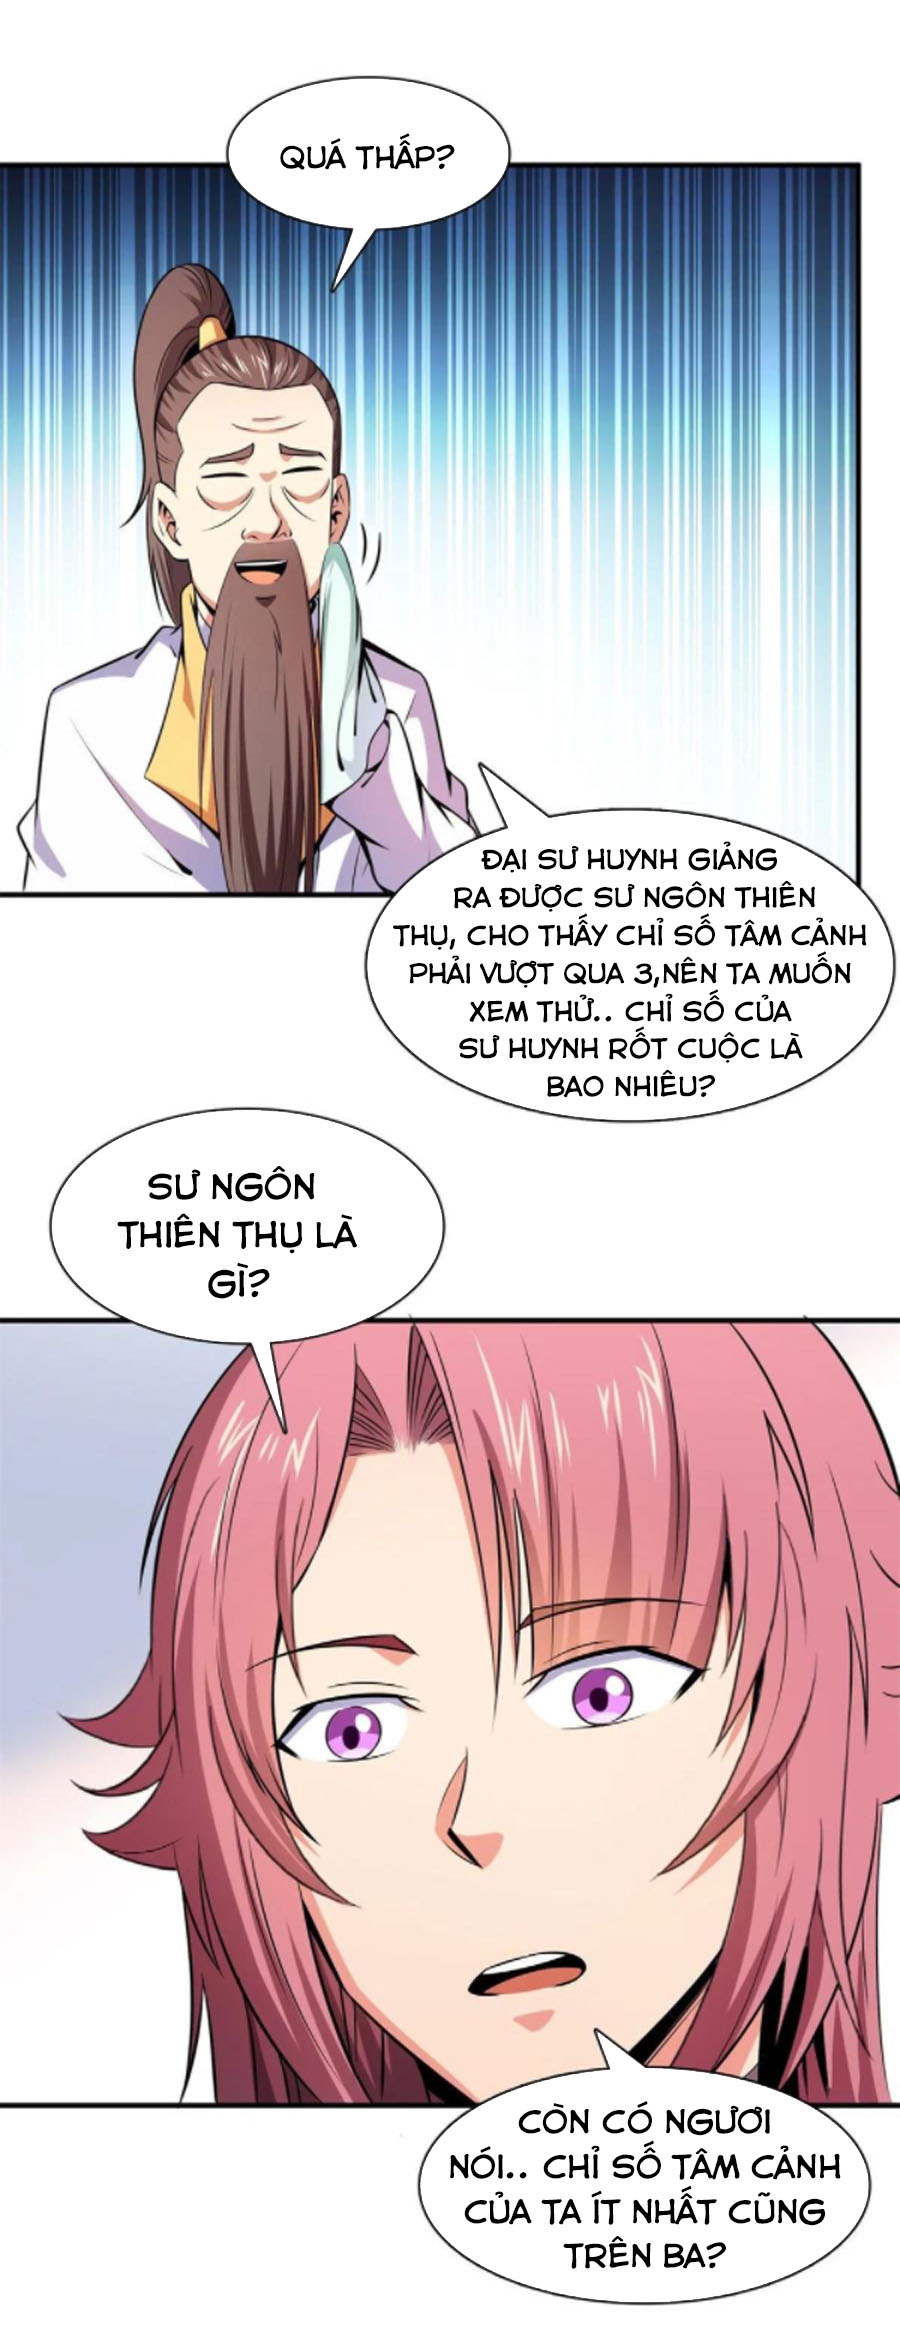 QUÁ THẤP?
ĐẠI SƯ HUYNH GIẢNG
RA ĐƯỢC SƯ NGÔN THIÊN
THỤ, CHO THẤY CHỈ SỐ TÂM CẢNH
PHẢI VƯỢT QUA 3,NÊN TA MUỐN
XEM THỬ.. CHỈ SỐ CỦA
SƯ HUYNH RỐT CUỘC LÀ
BAO NHIÊU?
SƯ NGÔN
THIÊN THỤ LÀ
GÌ?
CÒN CÓ NGƯƠI
NÓI.. CHỈ SỐ TÂM CẢNH
CỦA TA ÍT NHẤT CŨNG
TRÊN BA?